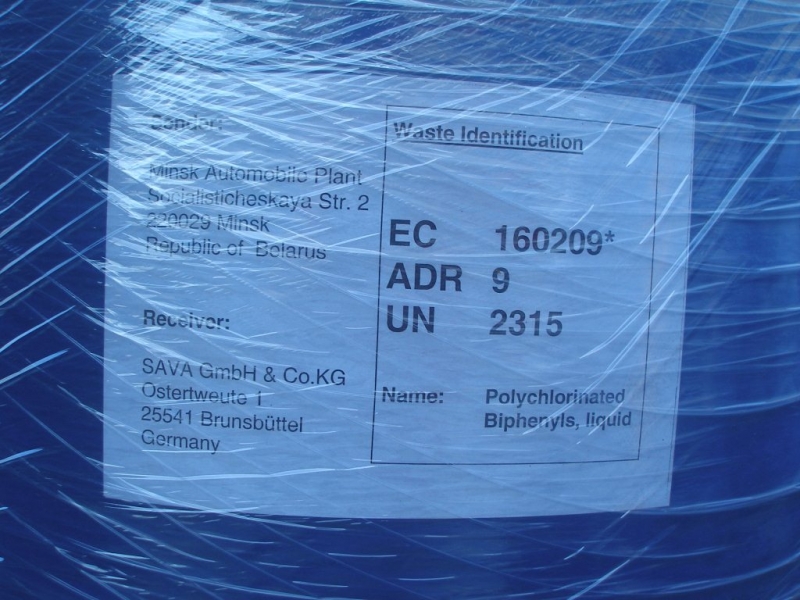 Sender:
Minsk Automobile Plant
Socialisticheskaya Str. 2
220029 Minsk
Republic of Belarus
Receiver:
SAVA GmbH & Co.KG
Ostertweute 1
25541 Brunsbüttel
Germany
Waste Identification
EC 160209*
ADR 9
UN 2315
Name: Polychlorinated
Biphenyls, liquid